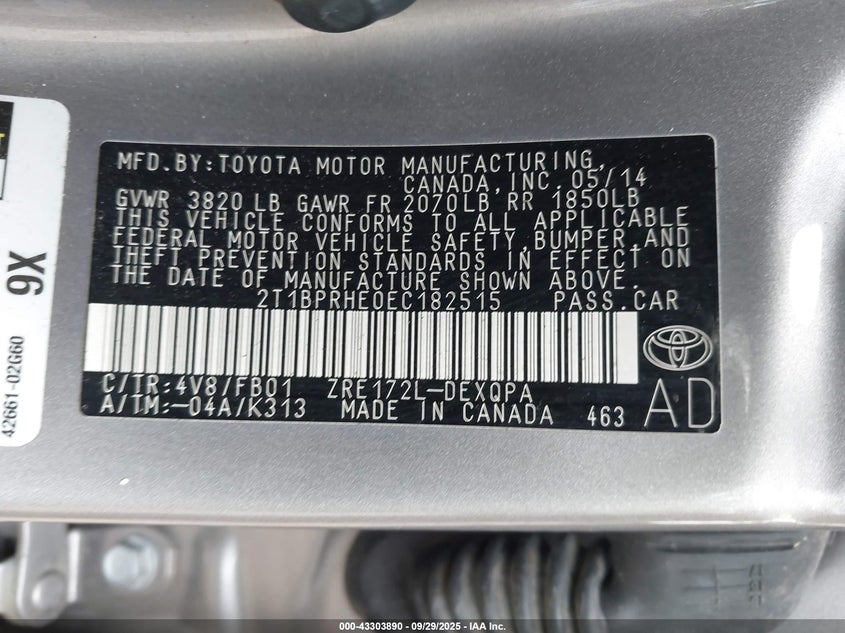 MFD.BY:TOYOTA MOTOR MANUFACTURING,
CANADA,INC.05/14
GVWR 3820 LB GAWR FR 2070LB RR 1850LB
THIS VEHICLE CONFORMS TO ALL APPLICABLE
FEDERAL MOTOR VEHICLE SAFETY,BUMPER,AND
THEFT PREVENTION STANDARDS IN EFFECT ON
THE DATE OF MANUFACTURE SHOWN ABOVE.
2T1BPRHE0EC182515 PASS.CAR
C/TR:4V8/FB01 ZRE172L-DEXQPA
A/TM:-04A/K313 MADE IN CANADA 463
AD
9X
42661-02G60
000-43303890 - 09/29/2025 - IAA Inc.